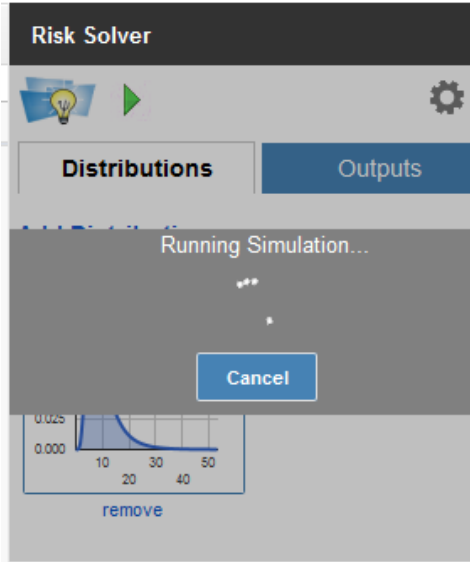 Risk Solver
Distributions
Outputs
Running Simulation...
Cancel
0.025
0.000
10 30 50
20 40
remove